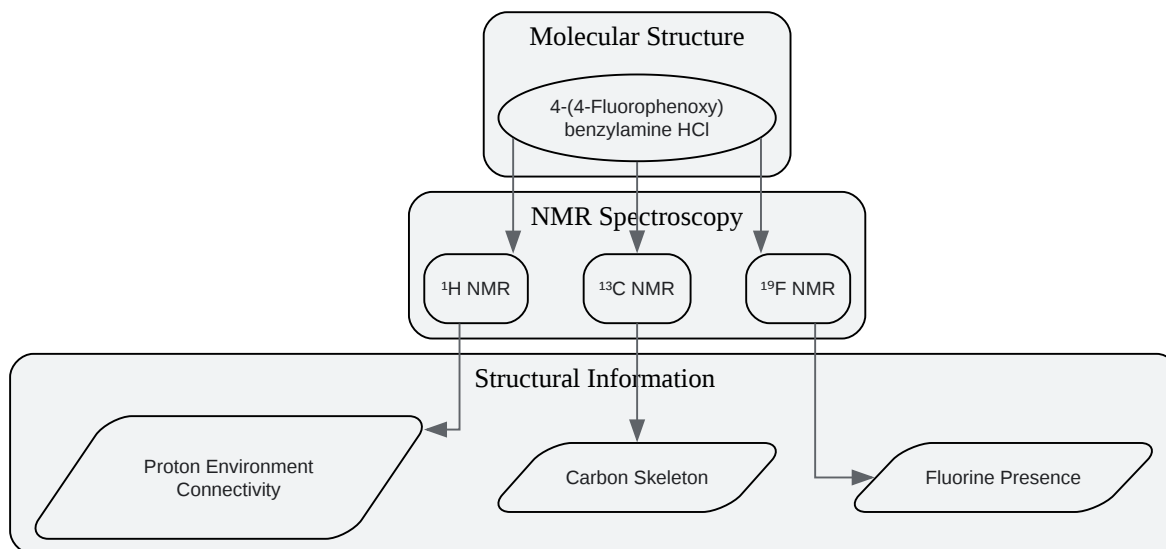 Molecular Structure
4-(4-Fluorophenoxy)
benzylamine HCl
NMR Spectroscopy
¹H NMR
¹³C NMR
¹⁹F NMR
Structural Information
Proton Environment
Connectivity
Carbon Skeleton
Fluorine Presence